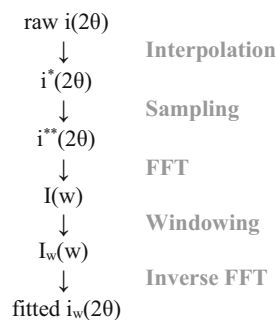 raw i(2θ)
↓ Interpolation
i*(2θ)
↓ Sampling
i**(2θ)
↓ FFT
I(w)
↓ Windowing
Iw(w)
↓ Inverse FFT
fitted iw(2θ)